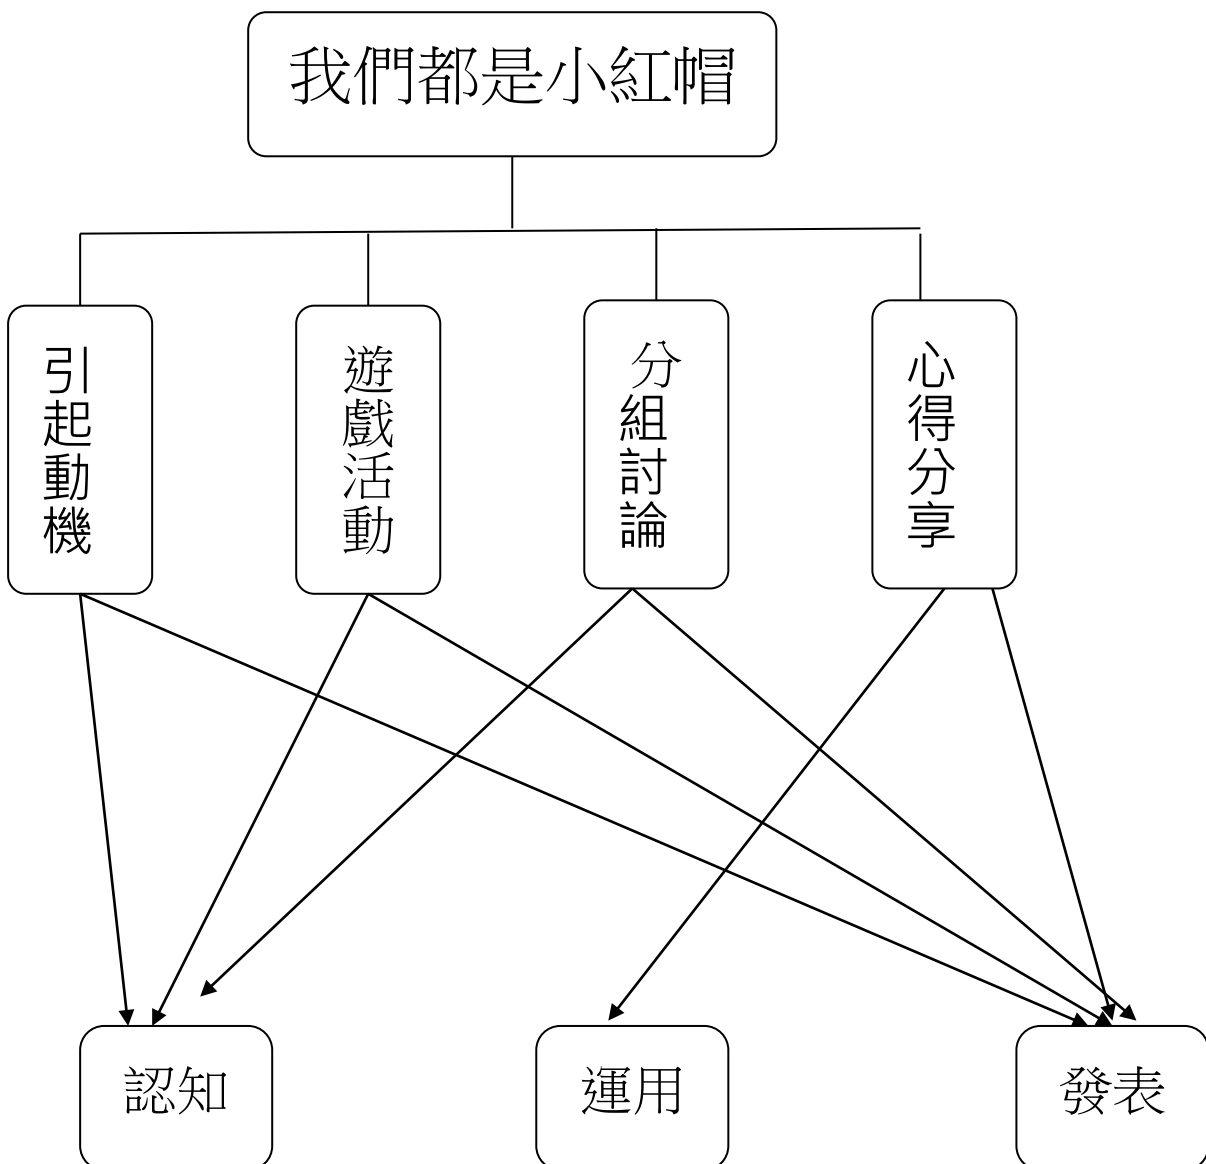 我們都是小紅帽
引起動機
遊戲活動
分組討論
心得分享
認知
運用
發表